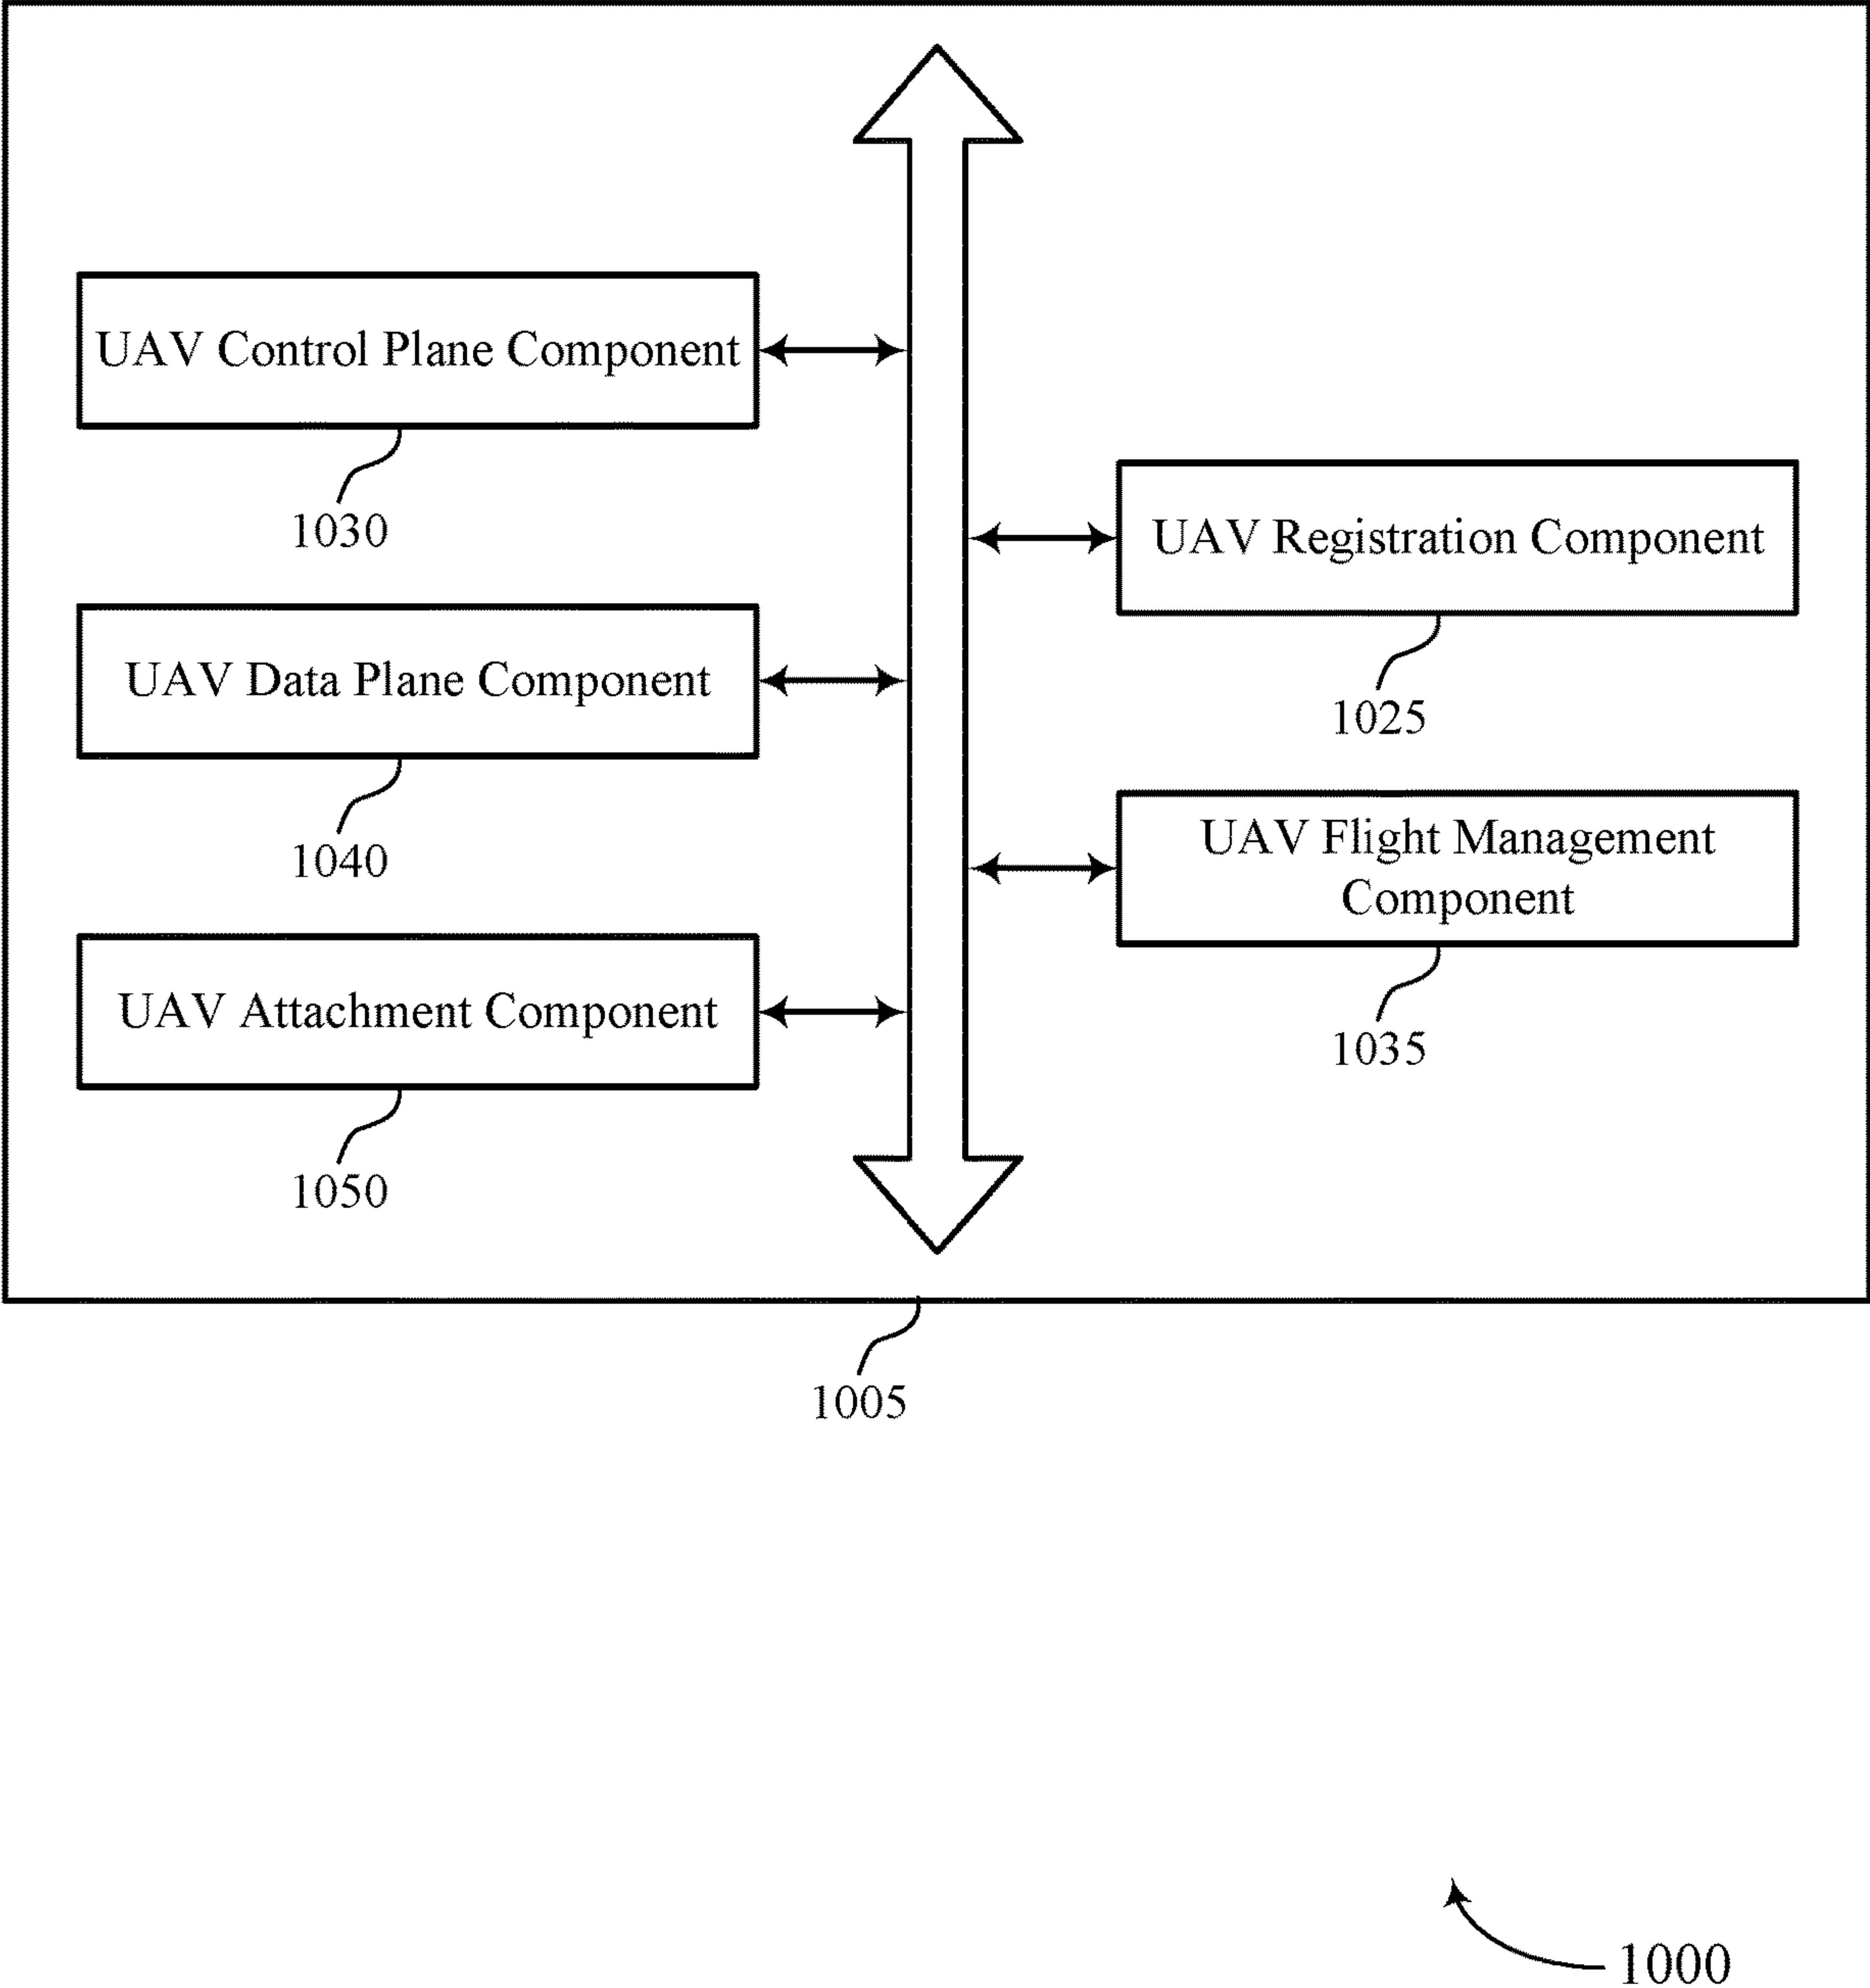 UAV Control Plane Component
1030
UAV Registration Component
1025
UAV Data Plane Component
1040
UAV Flight Management
Component
1035
UAV Attachment Component
1050
1005
1000